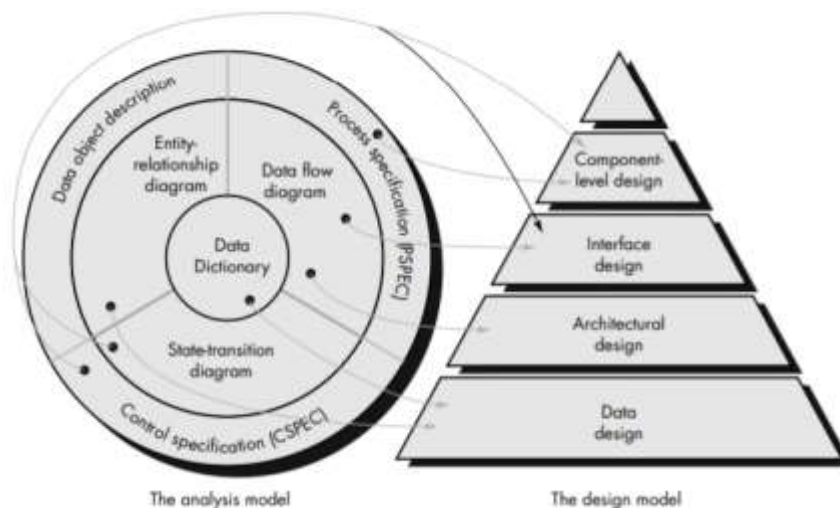 Data object description
Process specification (PSPEC)
Control specification (CSPEC)
Entity-
relationship
diagram
Data flow
diagram
Data
Dictionary
State-transition
diagram
Component-
level design
Interface
design
Architectural
design
Data
design
The analysis model
The design model